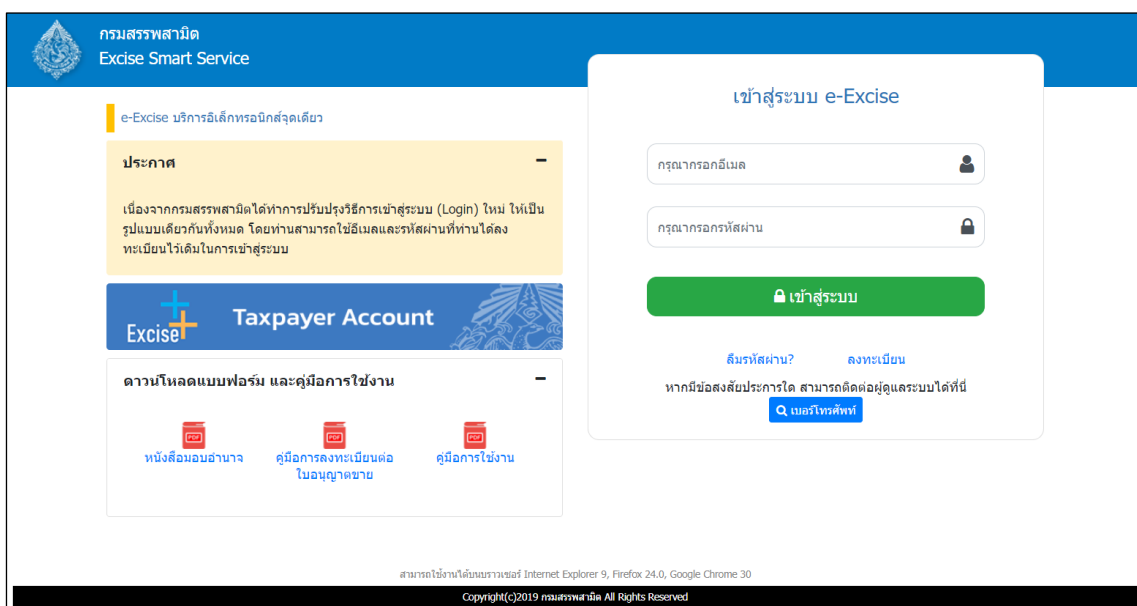 กรมสรรพสามิต
Excise Smart Service
e-Excise บริการอิเล็กทรอนิกส์จุดเดียว
ประกาศ
เนื่องจากกรมสรรพสามิตได้ทำการปรับปรุงวิธีการเข้าสู่ระบบ (Login) ใหม่ ให้เป็น
รูปแบบเดียวกันทั้งหมด โดยท่านสามารถใช้อีเมลและรหัสผ่านที่ท่านได้ลง
ทะเบียนไว้เดิมในการเข้าสู่ระบบ
Excise
Taxpayer Account
ดาวน์โหลดแบบฟอร์ม และคู่มือการใช้งาน
PDF PDF PDF
หนังสือมอบอำนาจ คู่มือการลงทะเบียนต่อ คู่มือการใช้งาน
ใบอนุญาตขาย
เข้าสู่ระบบ e-Excise
กรุณากรอกอีเมล
กรุณากรอกรหัสผ่าน
เข้าสู่ระบบ
ลืมรหัสผ่าน? ลงทะเบียน
หากมีข้อสงสัยประการใด สามารถติดต่อผู้ดูแลระบบได้ที่นี่
เบอร์โทรศัพท์
สามารถใช้งานได้บนบราวเซอร์ Internet Explorer 9, Firefox 24.0, Google Chrome 30
Copyright(c)2019 กรมสรรพสามิต All Rights Reserved